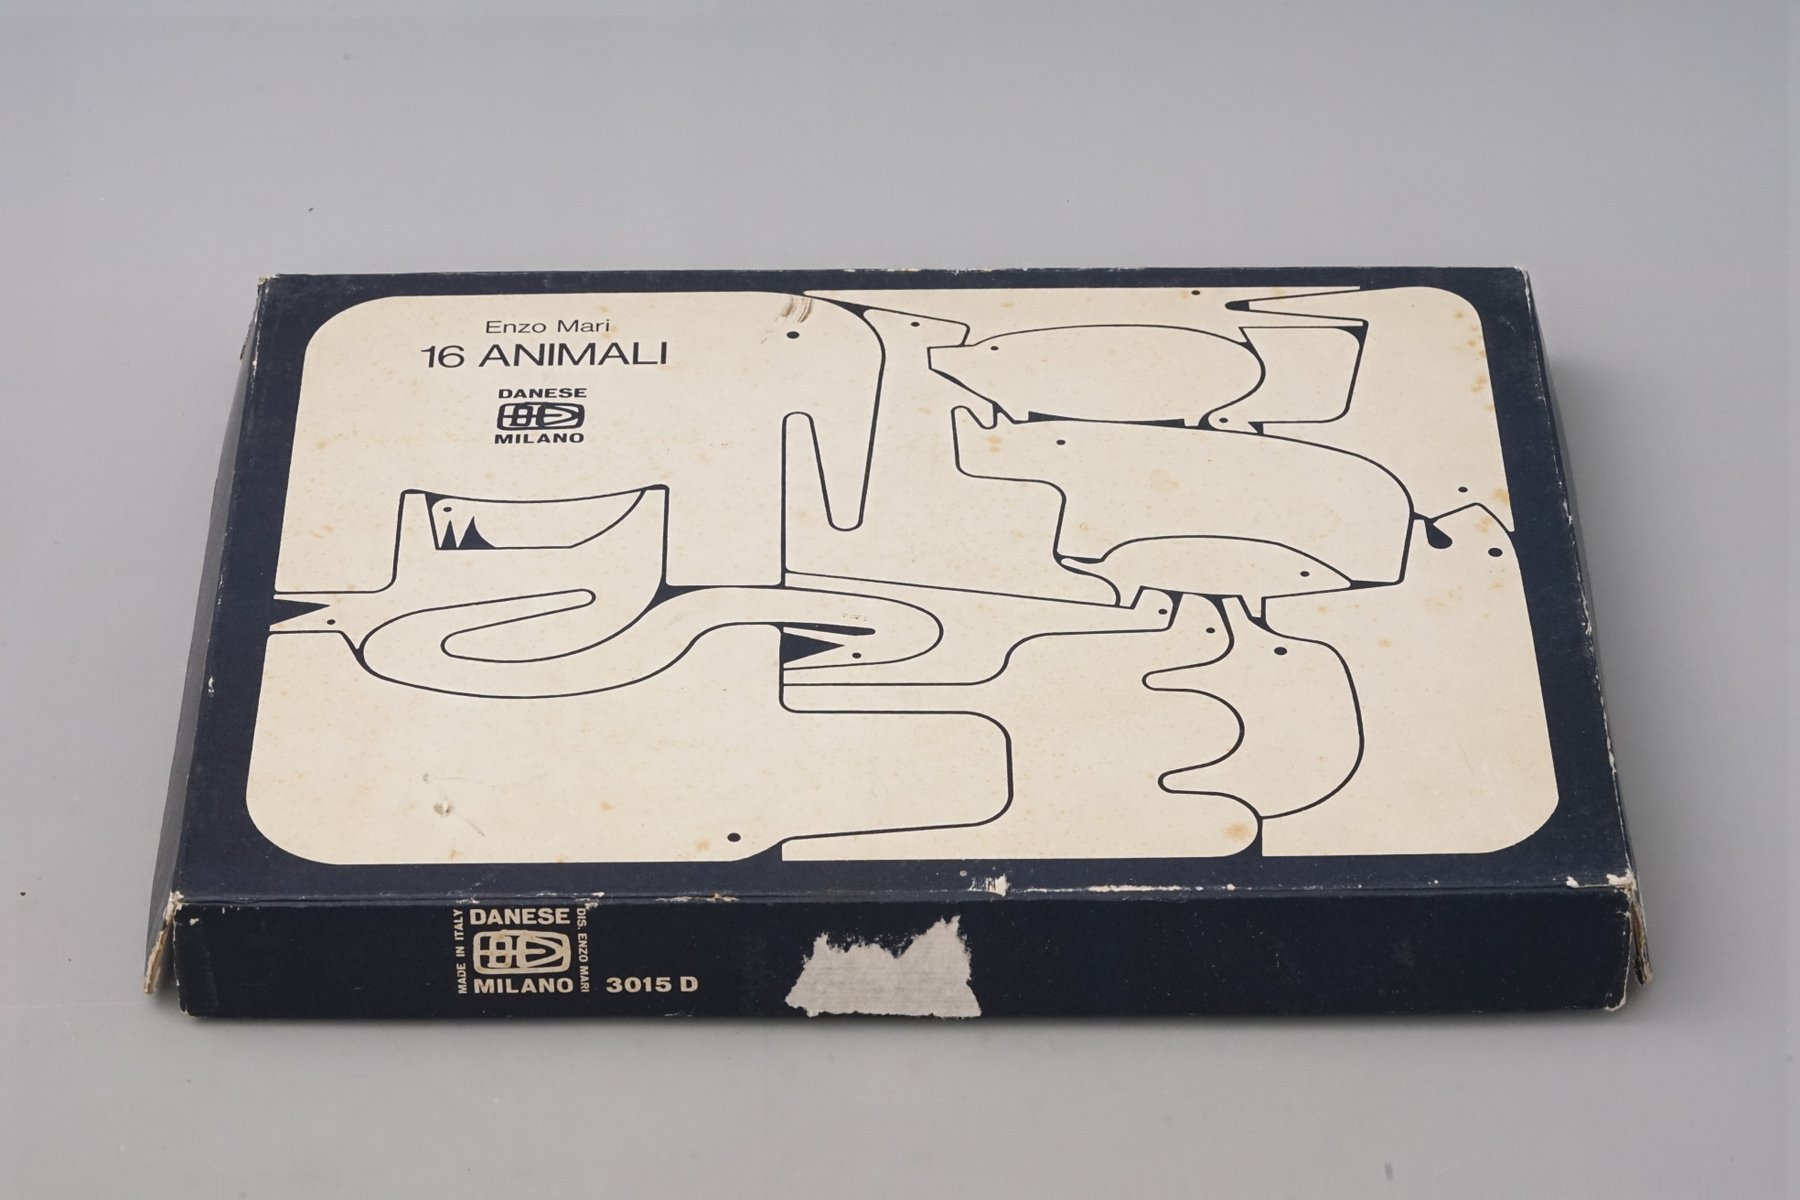 Enzo Mari
16 ANIMALI
DANESE
MILANO
MADE IN ITALY
DANESE
MILANO
DIS. ENZO MARI
3015 D